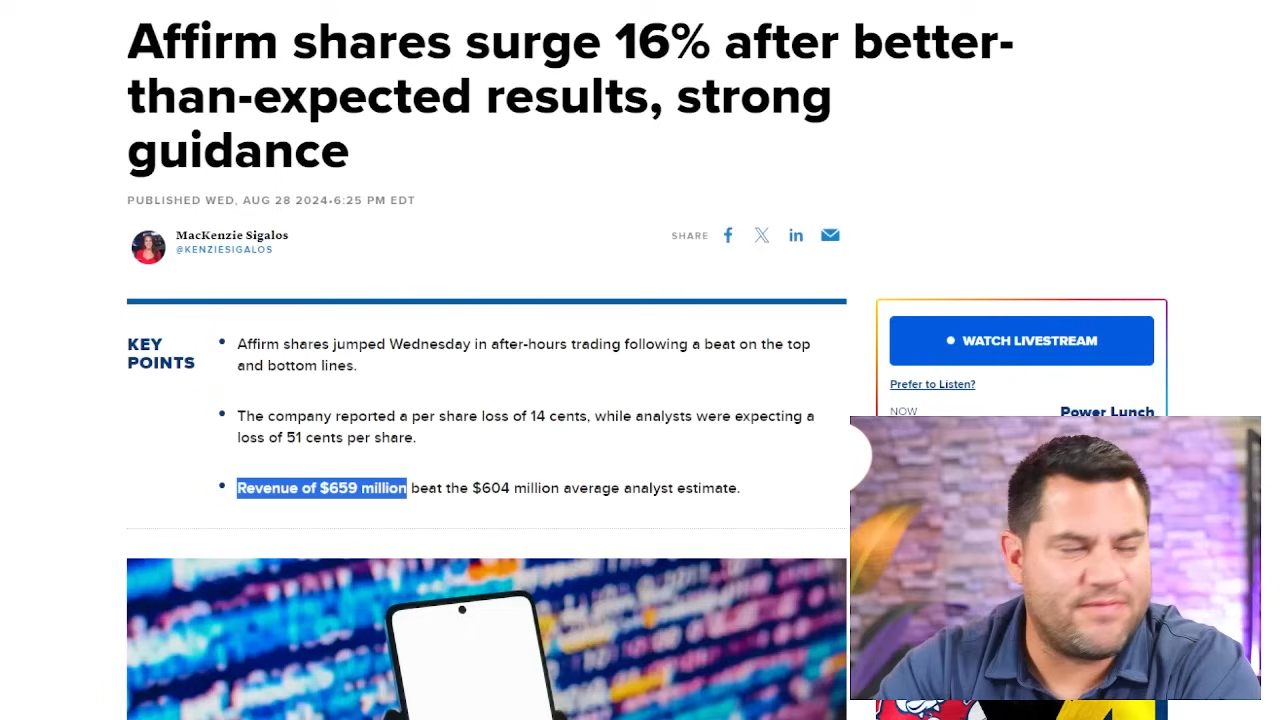 Affirm shares surge 16% after better-
than-expected results, strong
guidance
PUBLISHED WED, AUG 28 2024•6:25 PM EDT
MacKenzie Sigalos
@KENZIESIGALOS
SHARE
KEY
POINTS
Affirm shares jumped Wednesday in after-hours trading following a beat on the top
and bottom lines.
The company reported a per share loss of 14 cents, while analysts were expecting a
loss of 51 cents per share.
Revenue of $659 million beat the $604 million average analyst estimate.
WATCH LIVESTREAM
Prefer to Listen?
NOW
Power Lunch